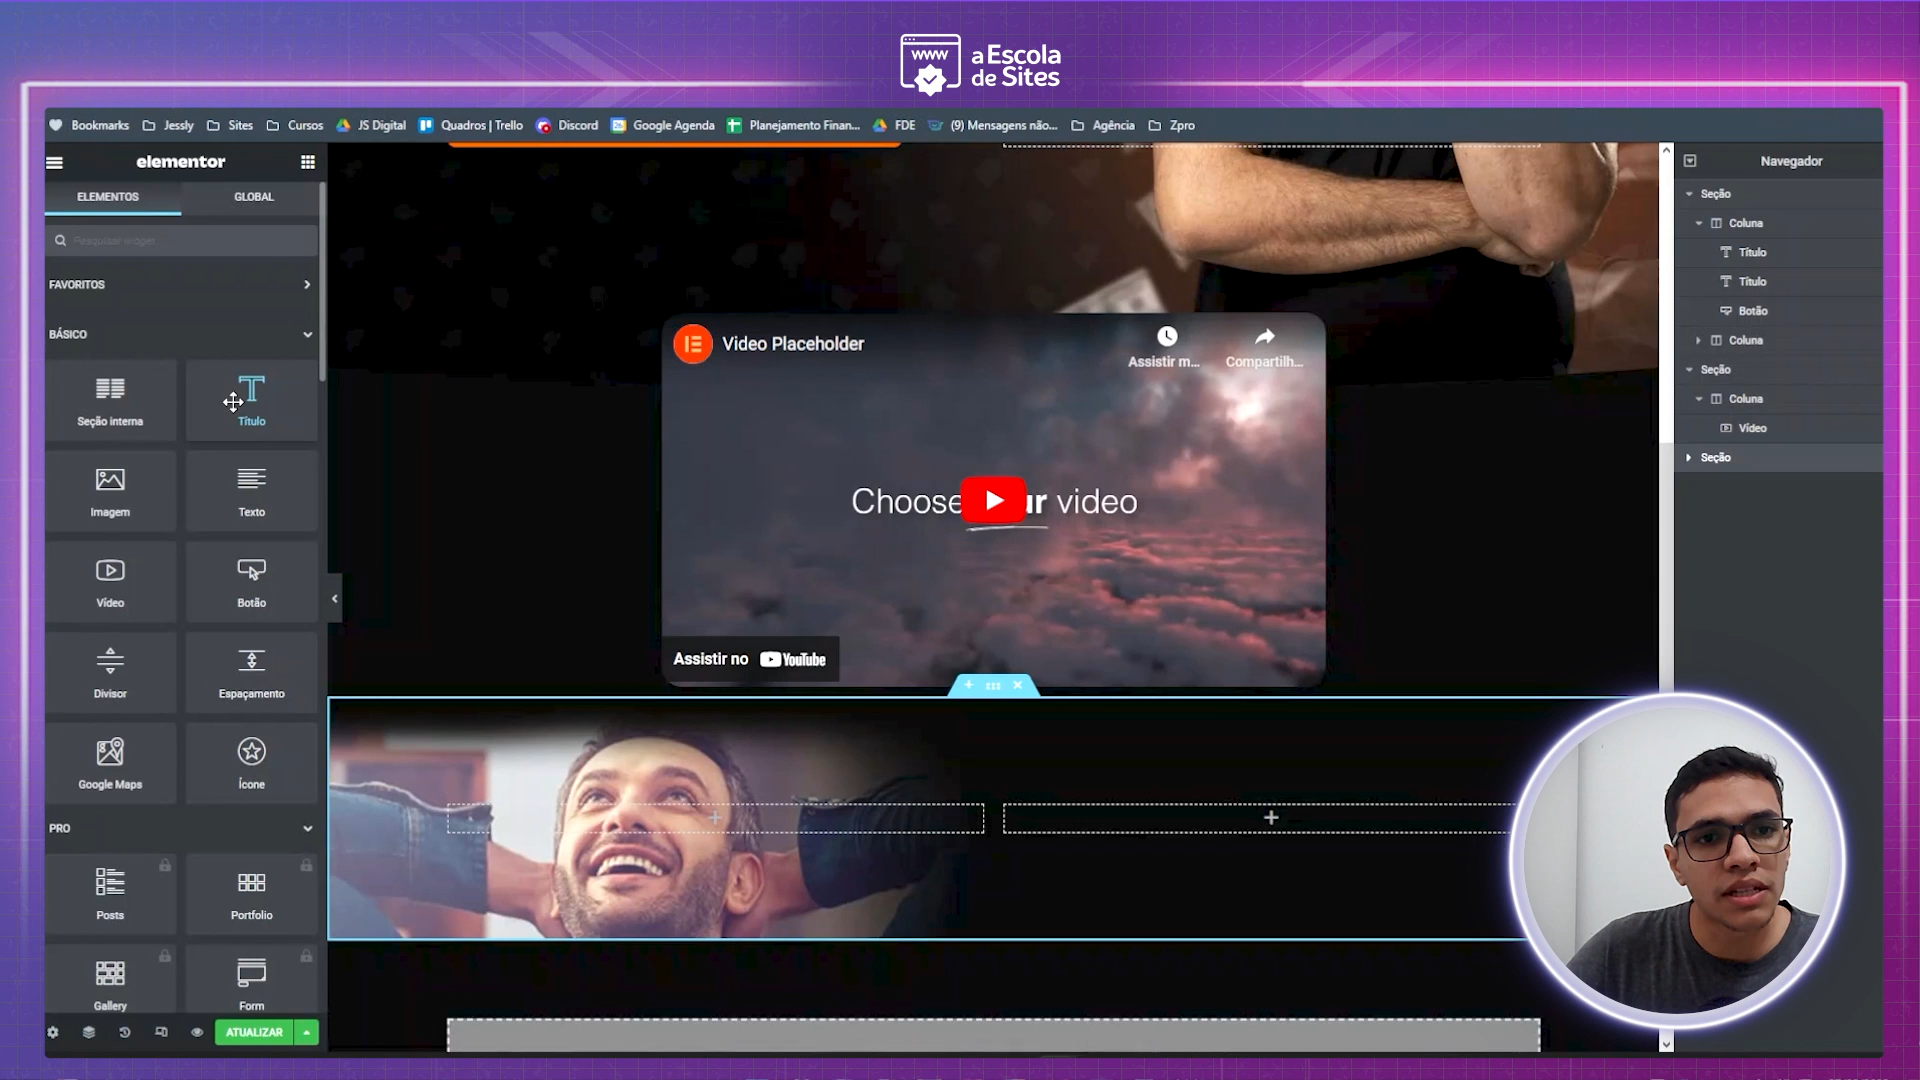 www
a Escola
de Sites
Bookmarks Jessly Sites Cursos JS Digital Quadros | Trello Discord Google Agenda Planejamento Finan... FDE (9) Mensagens não... Agência Zpro
elementor
ELEMENTOS GLOBAL
Pesquisar widget...
FAVORITOS
BÁSICO
Seção interna Título
Imagem Texto
Vídeo Botão
Divisor Espaçamento
Google Maps Ícone
PRO
Posts Portfolio
Gallery Form
ATUALIZAR
Video Placeholder
Assistir m... Compartilh...
Choose video
Assistir no YouTube
Navegador
Seção
Coluna
Título
Título
Botão
Coluna
Seção
Coluna
Vídeo
Seção